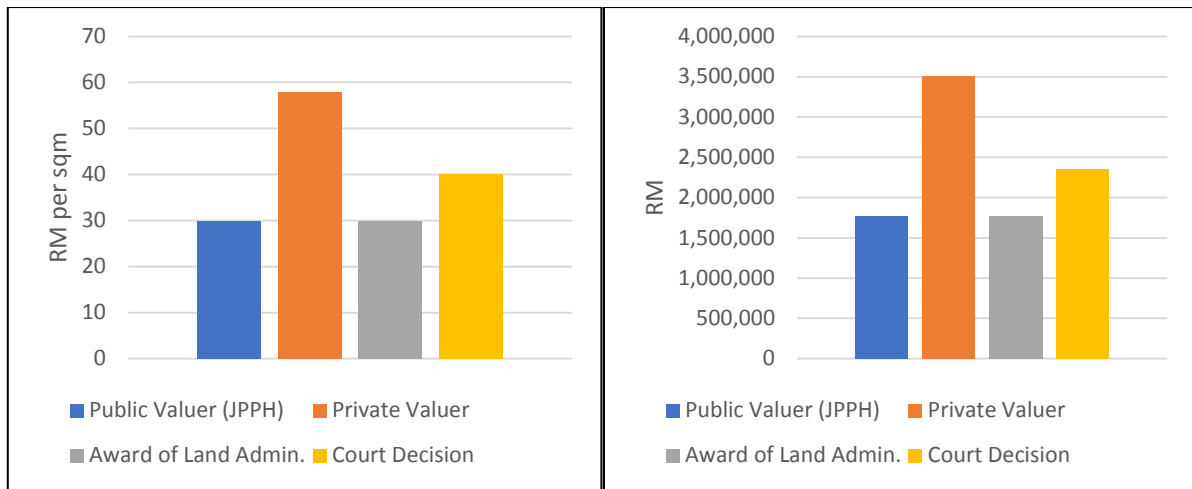 70
60
50
40
30
20
10
0
RM per sqm
Public Valuer (JPPH) Private Valuer
Award of Land Admin. Court Decision
4,000,000
3,500,000
3,000,000
2,500,000
2,000,000
1,500,000
1,000,000
500,000
0
RM
Public Valuer (JPPH) Private Valuer
Award of Land Admin. Court Decision